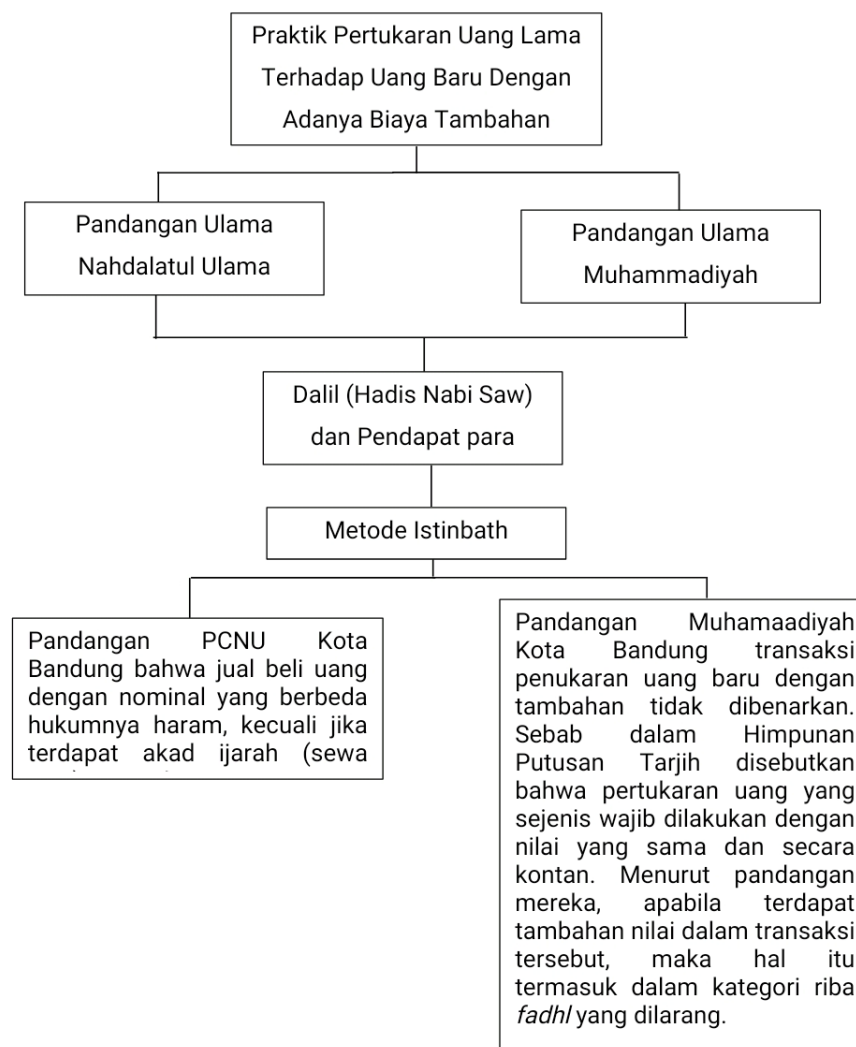 Praktik Pertukaran Uang Lama
Terhadap Uang Baru Dengan
Adanya Biaya Tambahan
Pandangan Ulama
Nahdalatul Ulama
Pandangan Ulama
Muhammadiyah
Dalil (Hadis Nabi Saw)
dan Pendapat para
Metode Istinbath
Pandangan PCNU Kota
Bandung bahwa jual beli uang
dengan nominal yang berbeda
hukumnya haram, kecuali jika
terdapat akad ijarah (sewa
Pandangan Muhamaadiyah
Kota Bandung transaksi
penukaran uang baru dengan
tambahan tidak dibenarkan.
Sebab dalam Himpunan
Putusan Tarjih disebutkan
bahwa pertukaran uang yang
sejenis wajib dilakukan dengan
nilai yang sama dan secara
kontan. Menurut pandangan
mereka, apabila terdapat
tambahan nilai dalam transaksi
tersebut, maka hal itu
termasuk dalam kategori riba
fadhl yang dilarang.